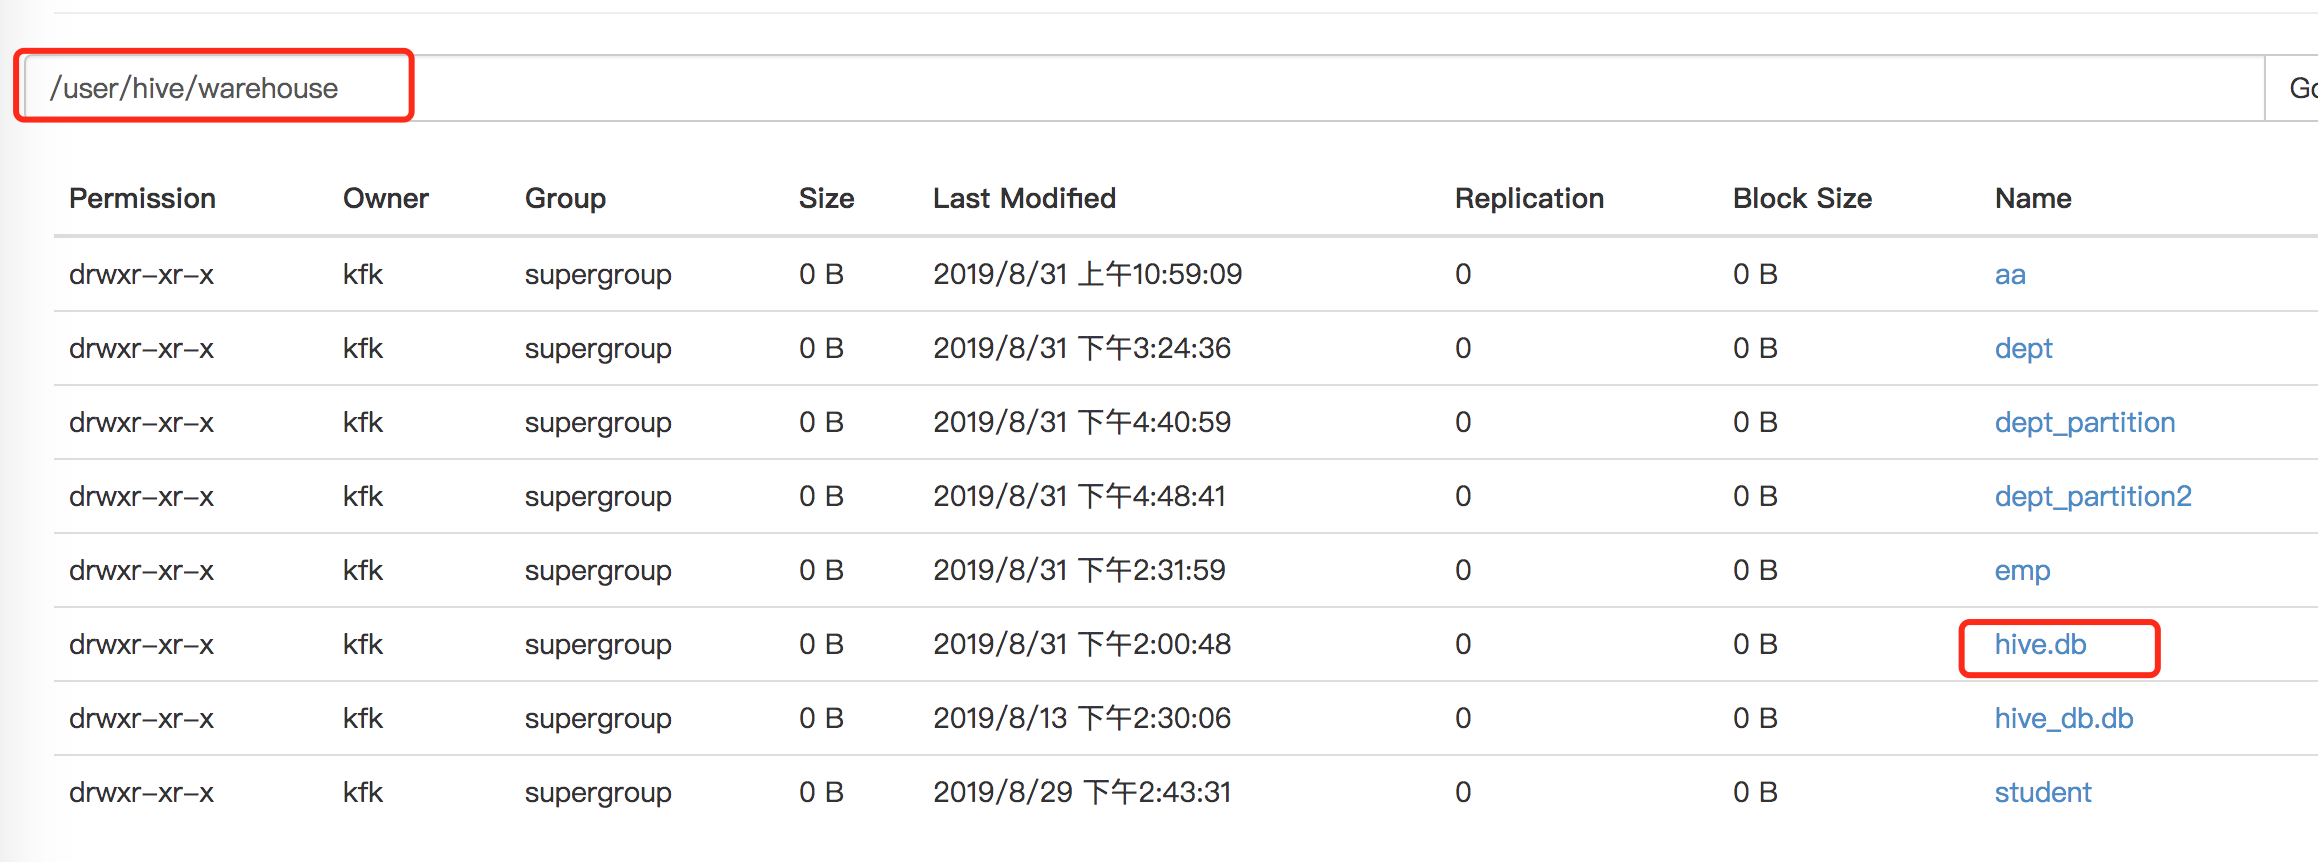 /user/hive/warehouse Go
Permission Owner Group Size Last Modified Replication Block Size Name
drwxr-xr-x kfk supergroup 0 B 2019/8/31 上午10:59:09 0 0 B aa
drwxr-xr-x kfk supergroup 0 B 2019/8/31 下午3:24:36 0 0 B dept
drwxr-xr-x kfk supergroup 0 B 2019/8/31 下午4:40:59 0 0 B dept_partition
drwxr-xr-x kfk supergroup 0 B 2019/8/31 下午4:48:41 0 0 B dept_partition2
drwxr-xr-x kfk supergroup 0 B 2019/8/31 下午2:31:59 0 0 B emp
drwxr-xr-x kfk supergroup 0 B 2019/8/31 下午2:00:48 0 0 B hive.db
drwxr-xr-x kfk supergroup 0 B 2019/8/13 下午2:30:06 0 0 B hive_db.db
drwxr-xr-x kfk supergroup 0 B 2019/8/29 下午2:43:31 0 0 B student